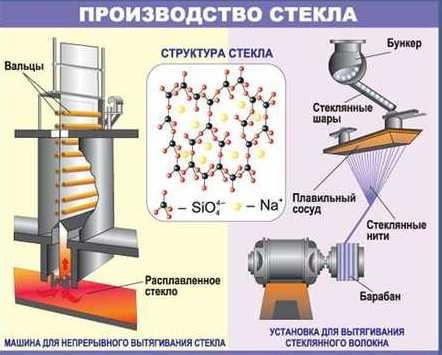 ПРОИЗВОДСТВО СТЕКЛА
Вальцы
СТРУКТУРА СТЕКЛА
Бункер
Стеклянные
шары
– SiO₄⁴⁻ – Na⁺
Плавильный
сосуд
Стеклянные
нити
Расплавленное
стекло
Барабан
МАШИНА ДЛЯ НЕПРЕРЫВНОГО ВЫТЯГИВАНИЯ СТЕКЛА
УСТАНОВКА ДЛЯ ВЫТЯГИВАНИЯ
СТЕКЛЯННОГО ВОЛОКНА